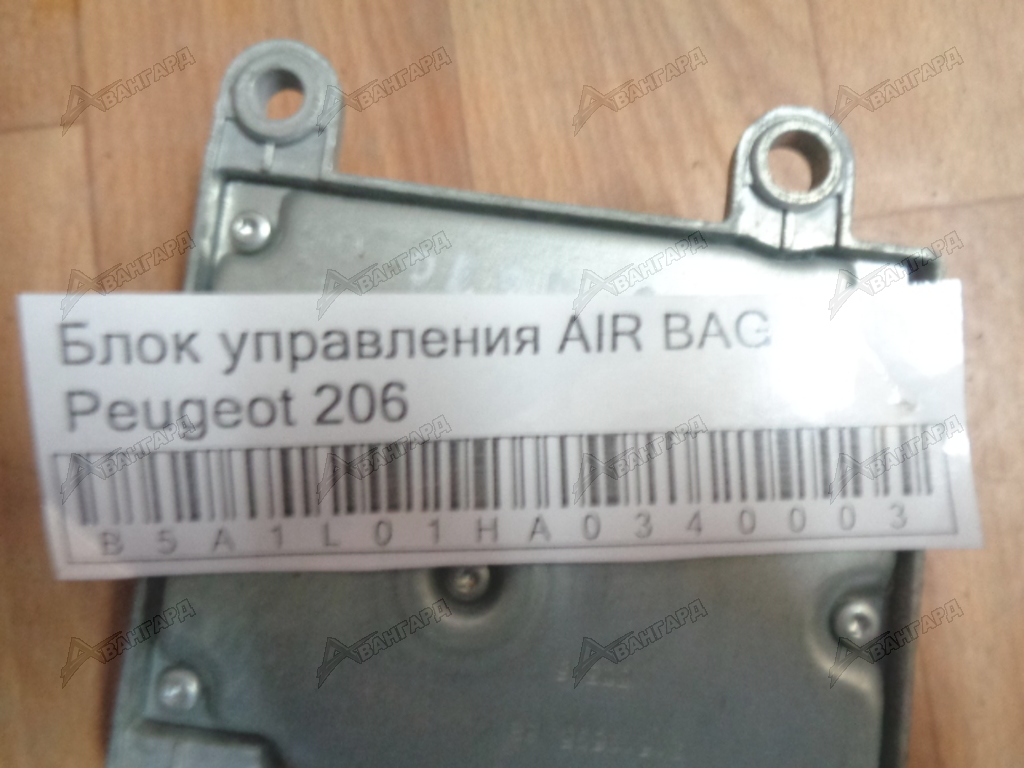 Блок управления AIR BAG
Peugeot 206
B5A1L01HA0340003
АВАНГАРД